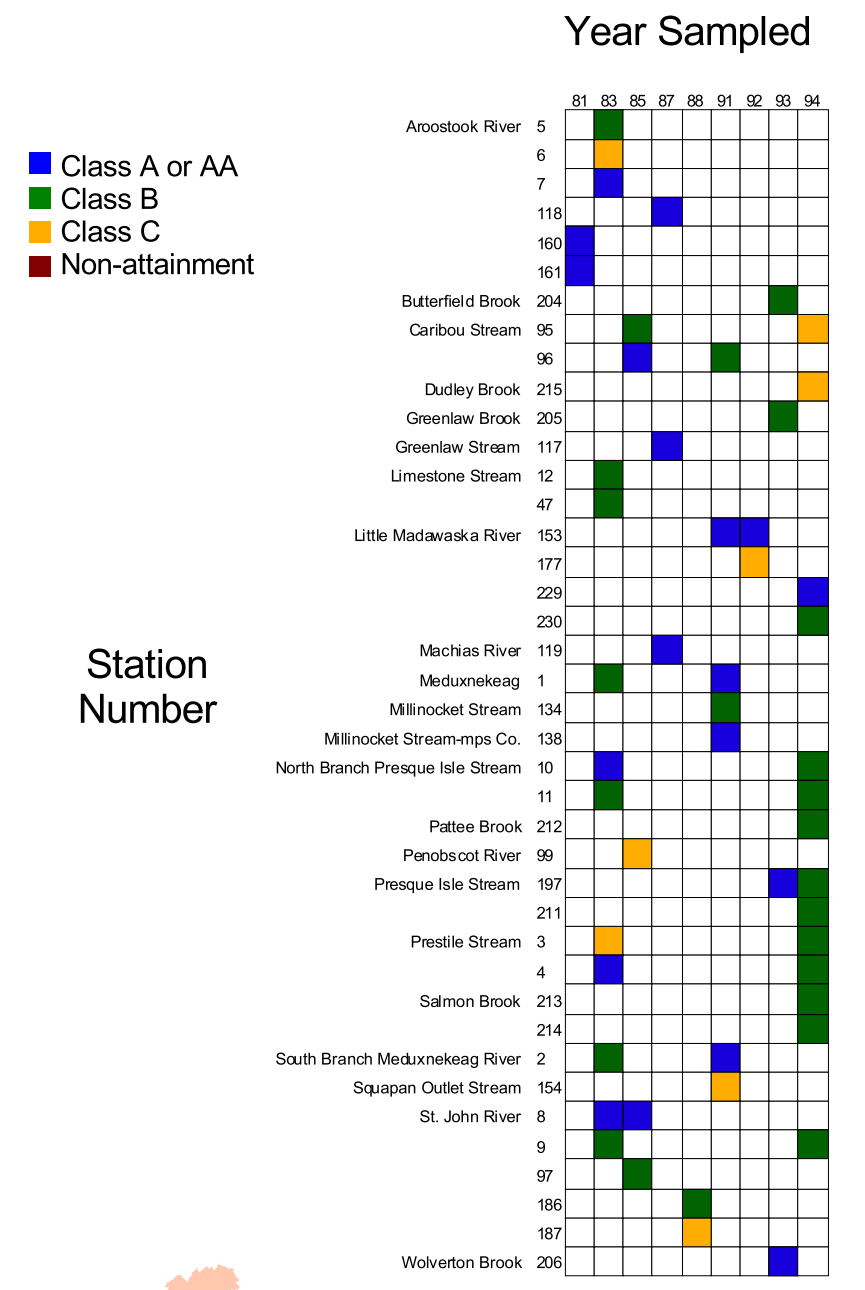 Year Sampled
81 83 85 87 88 91 92 93 94
Class A or AA
Class B
Class C
Non-attainment
Station
Number
Aroostook River 5
6
7
118
160
161
Butterfield Brook 204
Caribou Stream 95
96
Dudley Brook 215
Greenlaw Brook 205
Greenlaw Stream 117
Limestone Stream 12
47
Little Madawaska River 153
177
229
230
Machias River 119
Meduxnekeag 1
Millinocket Stream 134
Millinocket Stream-mps Co. 138
North Branch Presque Isle Stream 10
11
Pattee Brook 212
Penobscot River 99
Presque Isle Stream 197
211
Prestile Stream 3
4
Salmon Brook 213
214
South Branch Meduxnekeag River 2
Squapan Outlet Stream 154
St. John River 8
9
97
186
187
Wolverton Brook 206